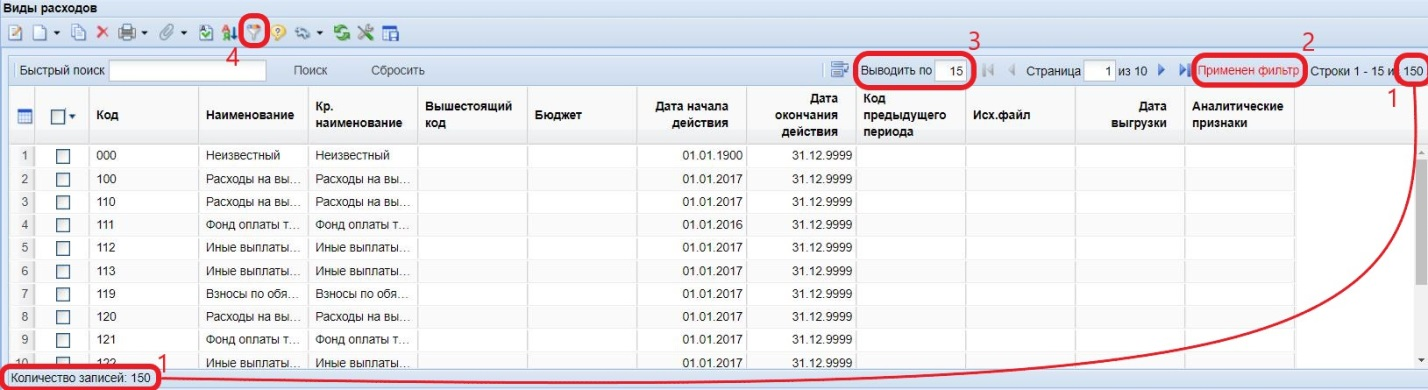 Виды расходов
4
Быстрый поиск Поиск Сбросить Выводить по 15 Страница 1 из 10 Применен фильтр Строки 1 - 15 и 150
3
2
1
Код Наименование Кр. наименование Вышестоящий код Бюджет Дата начала действия Дата окончания действия Код предыдущего периода Исх.файл Дата выгрузки Аналитические признаки
1 000 Неизвестный Неизвестный 01.01.1900 31.12.9999
2 100 Расходы на вы... Расходы на вы... 01.01.2017 31.12.9999
3 110 Расходы на вы... Расходы на вы... 01.01.2017 31.12.9999
4 111 Фонд оплаты т... Фонд оплаты т... 01.01.2016 31.12.9999
5 112 Иные выплаты... Иные выплаты... 01.01.2017 31.12.9999
6 113 Иные выплаты... Иные выплаты... 01.01.2017 31.12.9999
7 119 Взносы по обя... Взносы по обя... 01.01.2017 31.12.9999
8 120 Расходы на вы... Расходы на вы... 01.01.2017 31.12.9999
9 121 Фонд оплаты т... Фонд оплаты т... 01.01.2017 31.12.9999
10 122 Иные выплаты... Иные выплаты... 01.01.2017 31.12.9999
1
Количество записей: 150